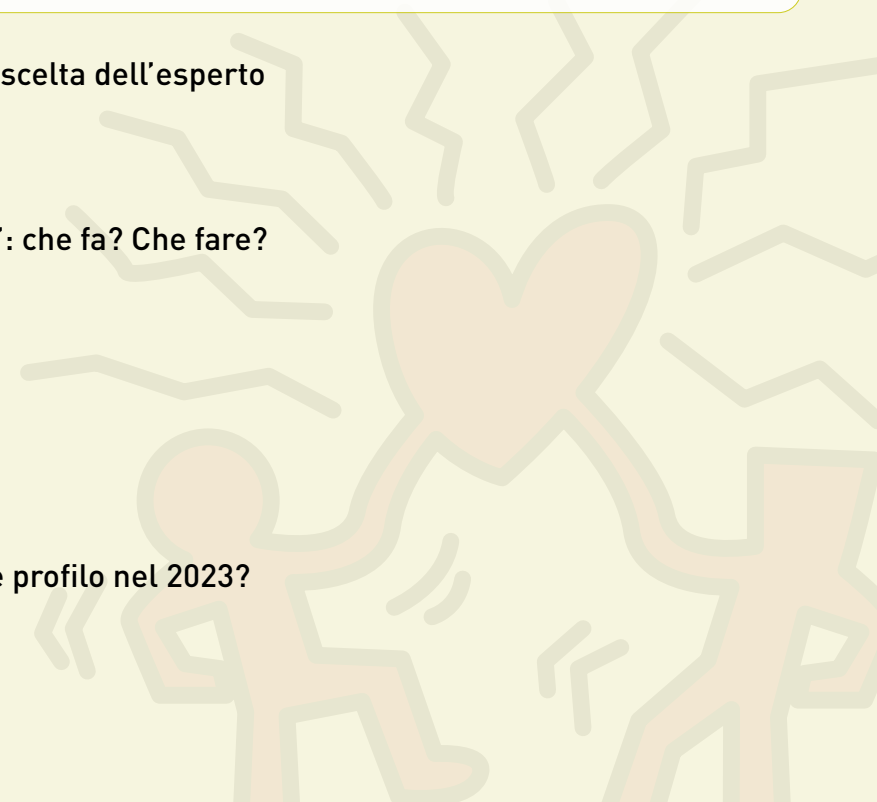 scelta dell'esperto
: che fa? Che fare?
profilo nel 2023?